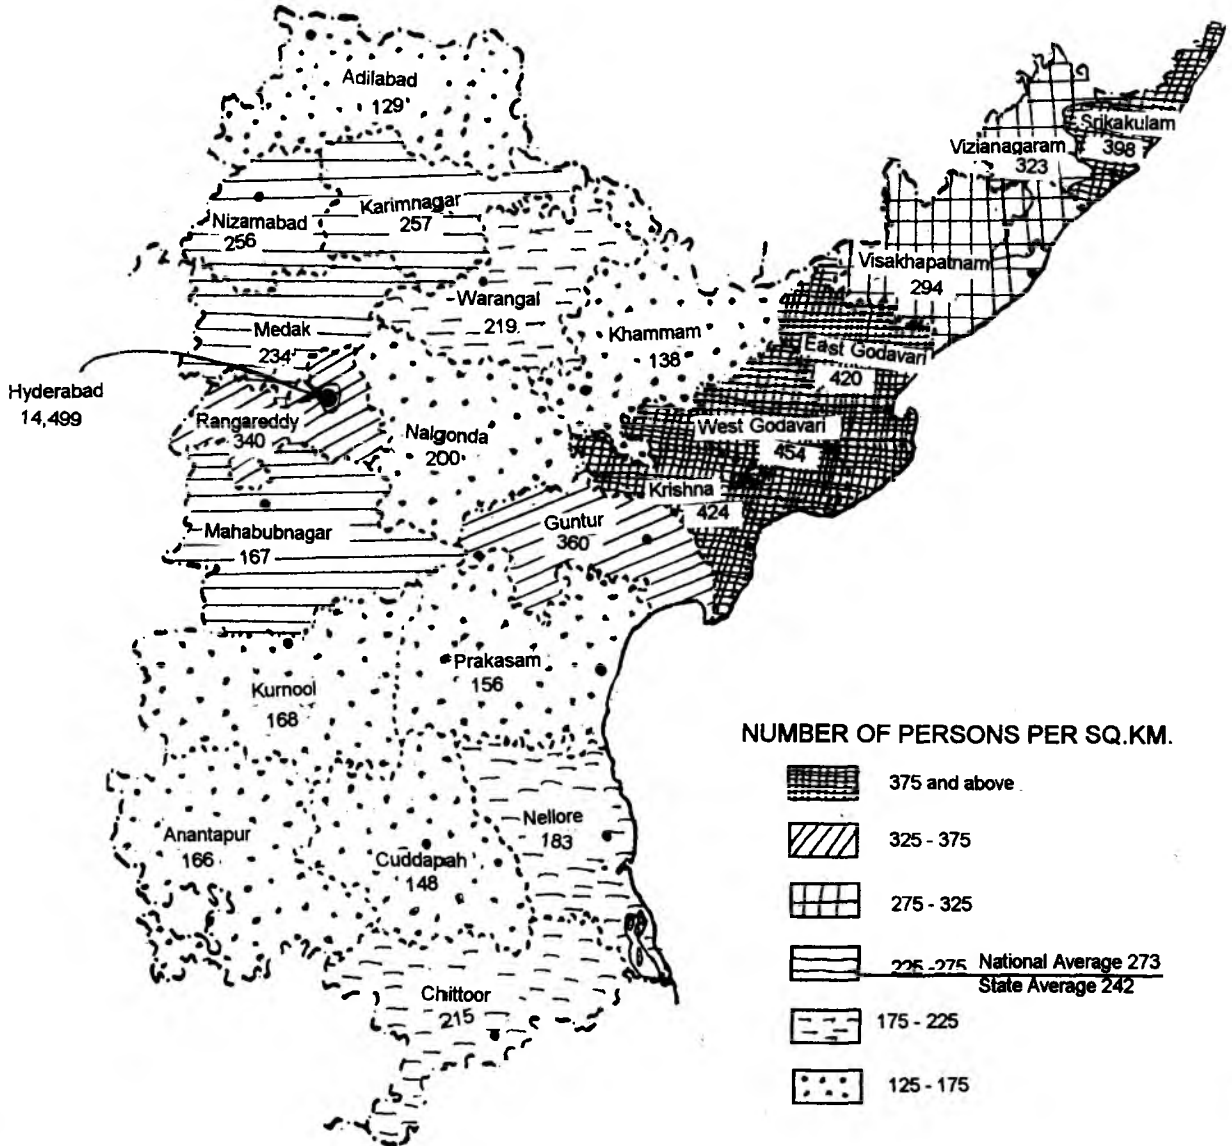 Adilabad
129
Srikakulam
398
Vizianagaram
323
Karimnagar
257
Nizamabad
256
Visakhapatnam
294
Warangal
219
Khammam
138
Medak
234
East Godavari
420
Hyderabad
14,499
Rangareddy
340
West Godavari
454
Nalgonda
200
Krishna
424
Guntur
360
Mahabubnagar
167
Prakasam
156
Kurnool
168
Nellore
183
Anantapur
166
Cuddapah
148
Chittoor
215
NUMBER OF PERSONS PER SQ.KM.
375 and above
325 - 375
275 - 325
225 -275 National Average 273
State Average 242
175 - 225
125 - 175